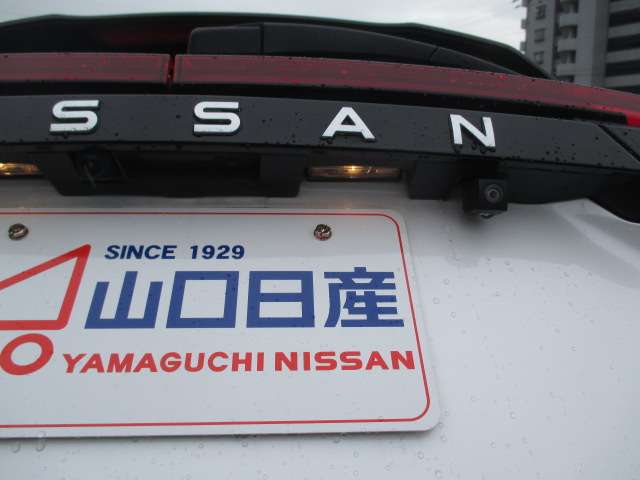 SSAN
SINCE 1929
山口日産
YAMAGUCHI NISSAN